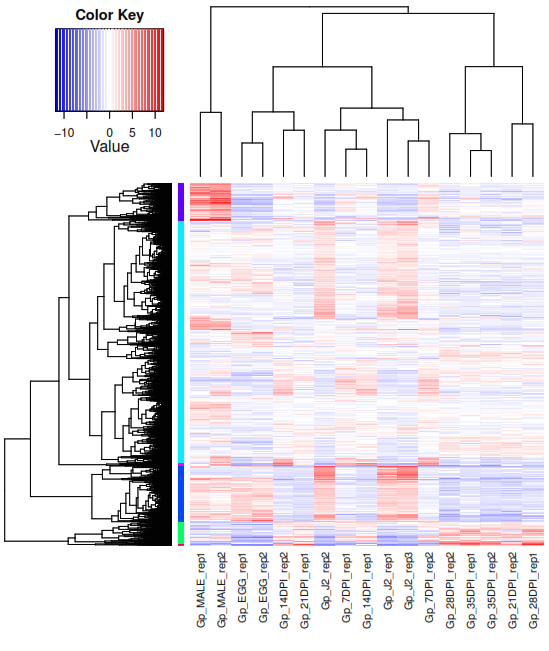 Color Key
−10 0 5 10
Value
Gp_MALE_rep1
Gp_MALE_rep2
Gp_EGG_rep1
Gp_EGG_rep2
Gp_14DPI_rep2
Gp_21DPI_rep1
Gp_J2_rep2
Gp_7DPI_rep1
Gp_14DPI_rep1
Gp_J2_rep1
Gp_J2_rep3
Gp_7DPI_rep2
Gp_28DPI_rep2
Gp_35DPI_rep1
Gp_35DPI_rep2
Gp_21DPI_rep2
Gp_28DPI_rep1